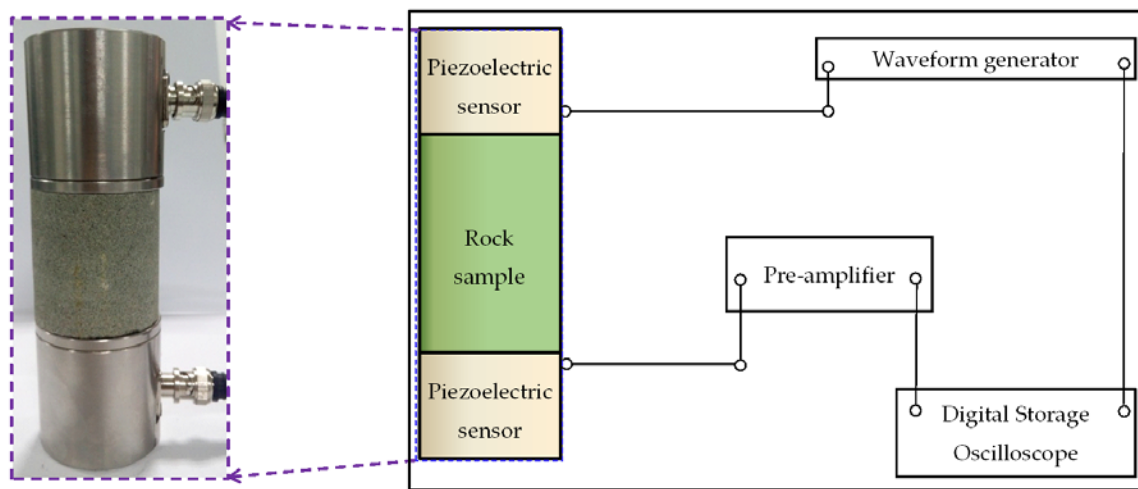 Piezoelectric
sensor
Waveform generator
Rock
sample
Pre-amplifier
Piezoelectric
sensor
Digital Storage
Oscilloscope